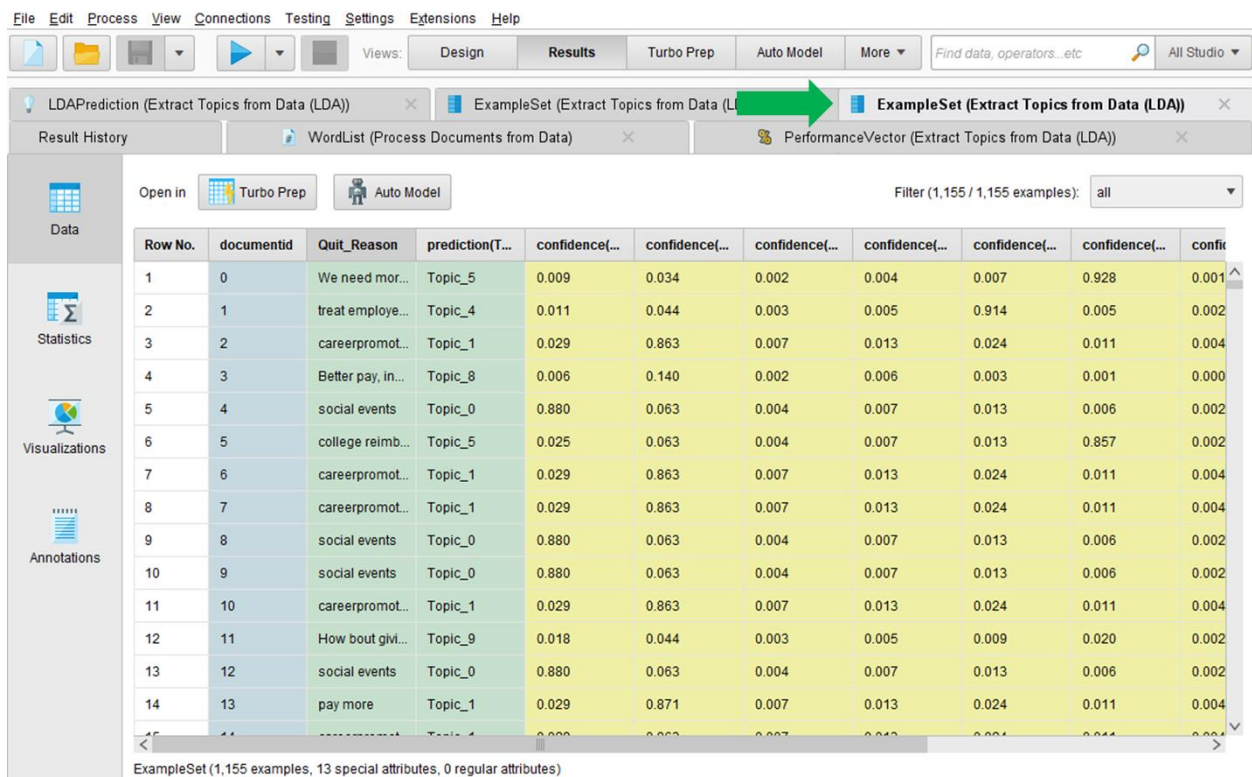 File Edit Process View Connections Testing Settings Extensions Help
Views: Design Results Turbo Prep Auto Model More Find data, operators...etc All Studio
LDAPrediction (Extract Topics from Data (LDA)) ExampleSet (Extract Topics from Data (L ExampleSet (Extract Topics from Data (LDA))
Result History WordList (Process Documents from Data) PerformanceVector (Extract Topics from Data (LDA))
Data
Statistics
Visualizations
Annotations
Open in Turbo Prep Auto Model Filter (1,155 / 1,155 examples): all
Row No. documentid Quit_Reason prediction(T... confidence(... confidence(... confidence(... confidence(... confidence(... confidence(... confid
1 0 We need mor... Topic_5 0.009 0.034 0.002 0.004 0.007 0.928 0.001
2 1 treat employe... Topic_4 0.011 0.044 0.003 0.005 0.914 0.005 0.002
3 2 careerpromot... Topic_1 0.029 0.863 0.007 0.013 0.024 0.011 0.004
4 3 Better pay, in... Topic_8 0.006 0.140 0.002 0.006 0.003 0.001 0.000
5 4 social events Topic_0 0.880 0.063 0.004 0.007 0.013 0.006 0.002
6 5 college reimb... Topic_5 0.025 0.063 0.004 0.007 0.013 0.857 0.002
7 6 careerpromot... Topic_1 0.029 0.863 0.007 0.013 0.024 0.011 0.004
8 7 careerpromot... Topic_1 0.029 0.863 0.007 0.013 0.024 0.011 0.004
9 8 social events Topic_0 0.880 0.063 0.004 0.007 0.013 0.006 0.002
10 9 social events Topic_0 0.880 0.063 0.004 0.007 0.013 0.006 0.002
11 10 careerpromot... Topic_1 0.029 0.863 0.007 0.013 0.024 0.011 0.004
12 11 How bout givi... Topic_9 0.018 0.044 0.003 0.005 0.009 0.020 0.002
13 12 social events Topic_0 0.880 0.063 0.004 0.007 0.013 0.006 0.002
14 13 pay more Topic_1 0.029 0.871 0.007 0.013 0.024 0.011 0.004
ExampleSet (1,155 examples, 13 special attributes, 0 regular attributes)